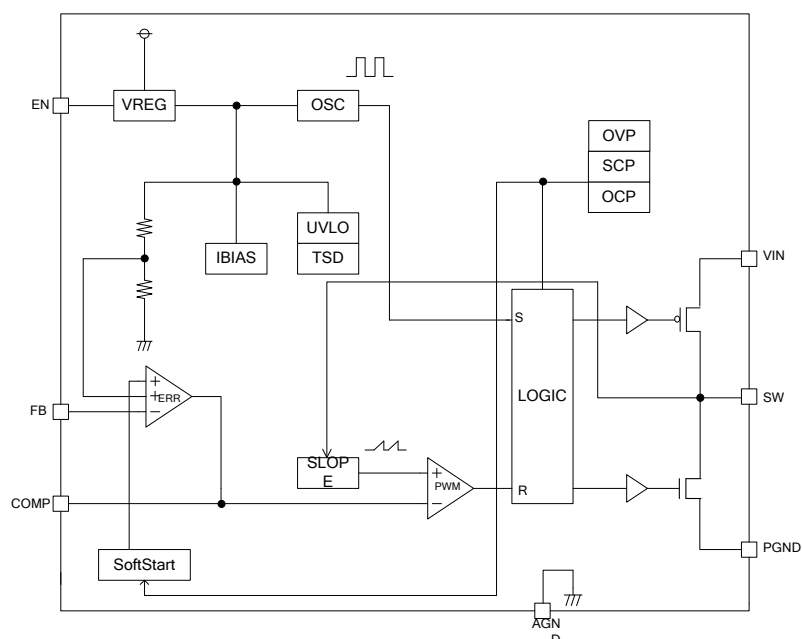 EN
VREG
OSC
OVP
SCP
OCP
UVLO
TSD
IBIAS
VIN
S
LOGIC
R
SW
+
+
ERR
−
FB
SLOP
E
+
PWM
−
COMP
PGND
SoftStart
AGN
D